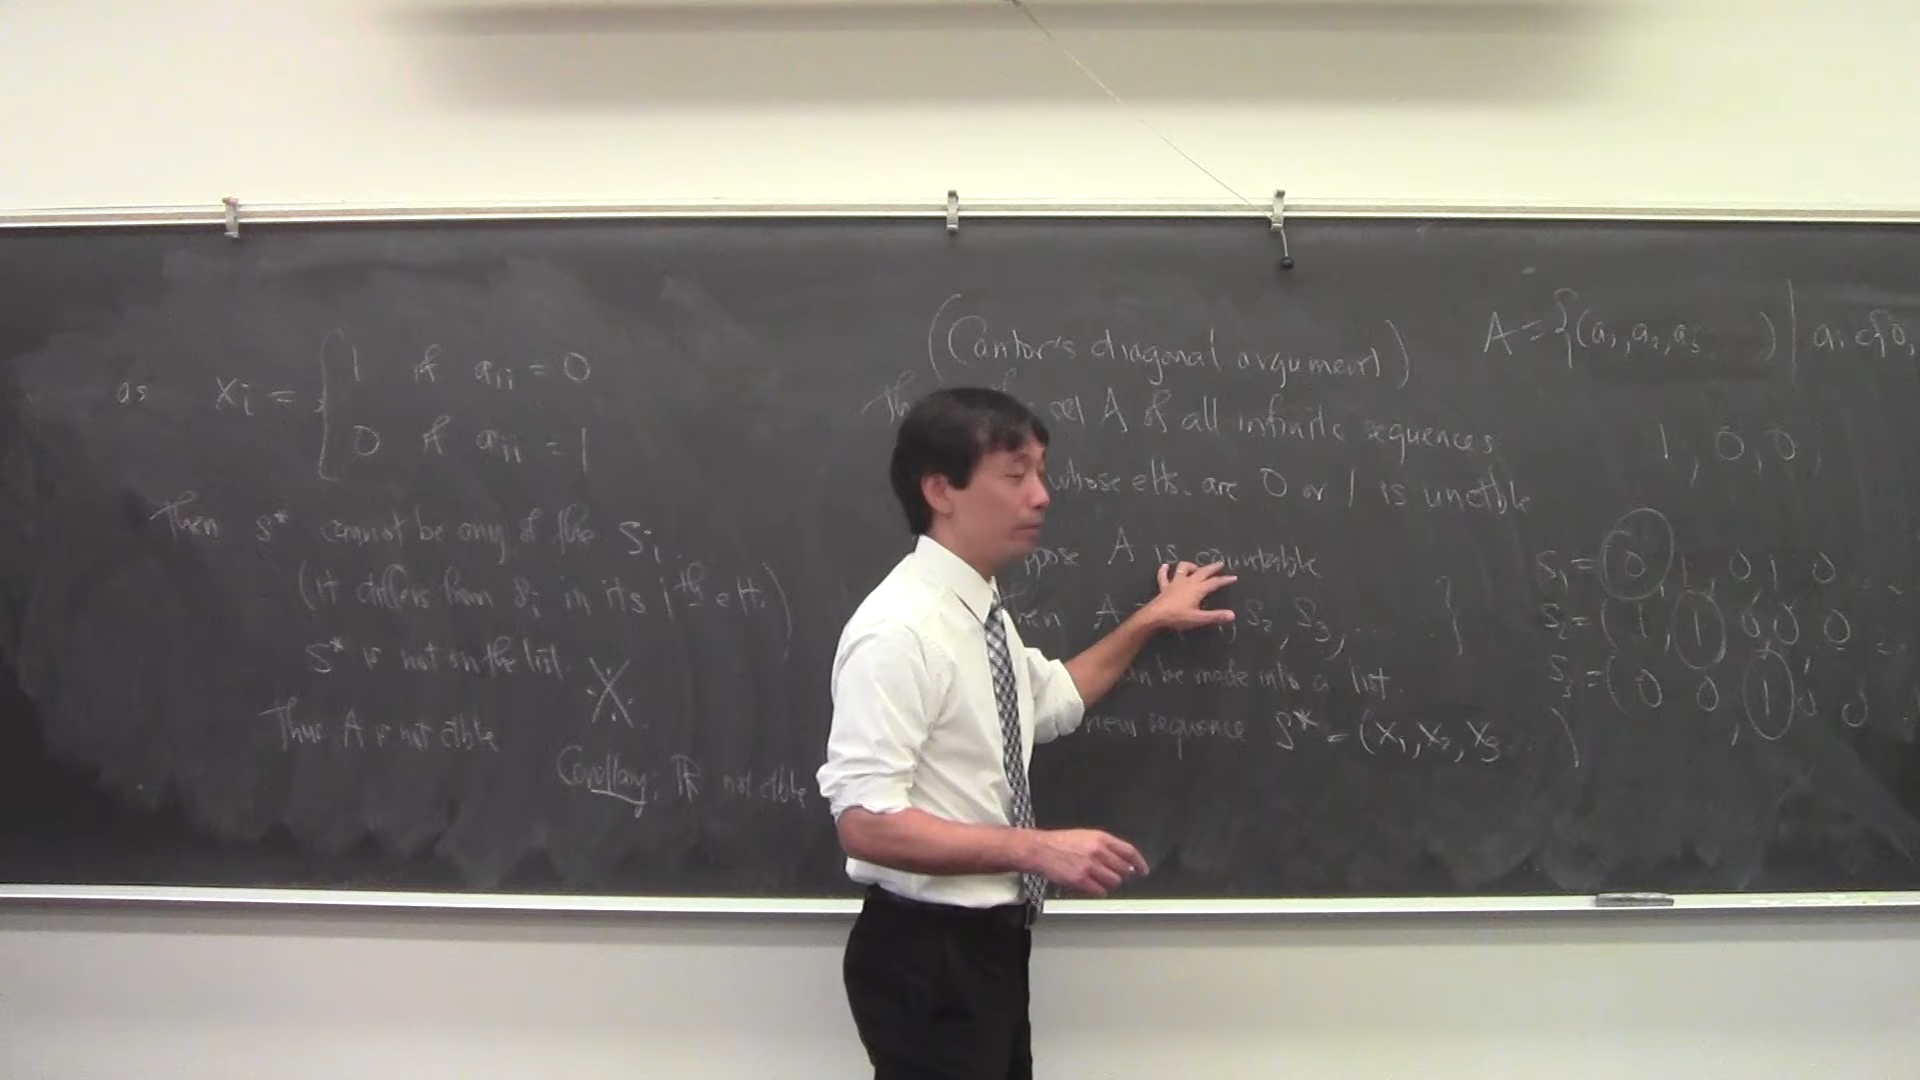 (Cantor's diagonal argument)
set A of all infinite sequences
whose elts. are 0 or 1 is unctble
A is countable
A S2, S3, ... }
be made into a list.
new sequence S* = (X1, X2, X3 ... )
A = {(a1, a2, a3 ) | ai ∈ {0,
1, 0, 0,
S1 = 0, 1, 0, 1 0 ...
S2 = (1, 1 0, 0, 0 ...
S3 = (0 0, 1 0 0
as Xi = { 1 if aii = 0
0 if aii = 1
Then S* cannot be any of the Si.
(it differs from Si in its ith elt.)
S* is not on the list X
Thus A is not ctble
Corollary: ℝ not ctble